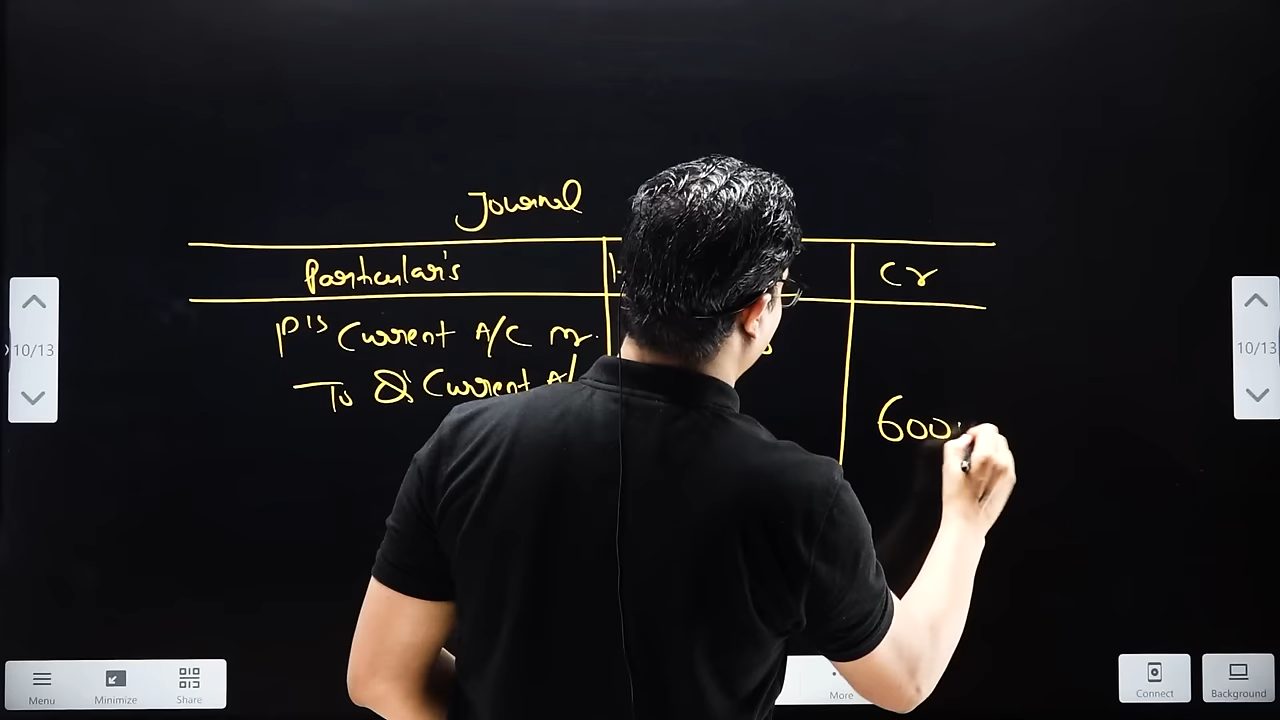 Journal
Particular's
Cr
P's Current A/C Dr.
To Q's Current A/
600
10/13
10/13
Menu
Minimize
Share
More
Connect
Background